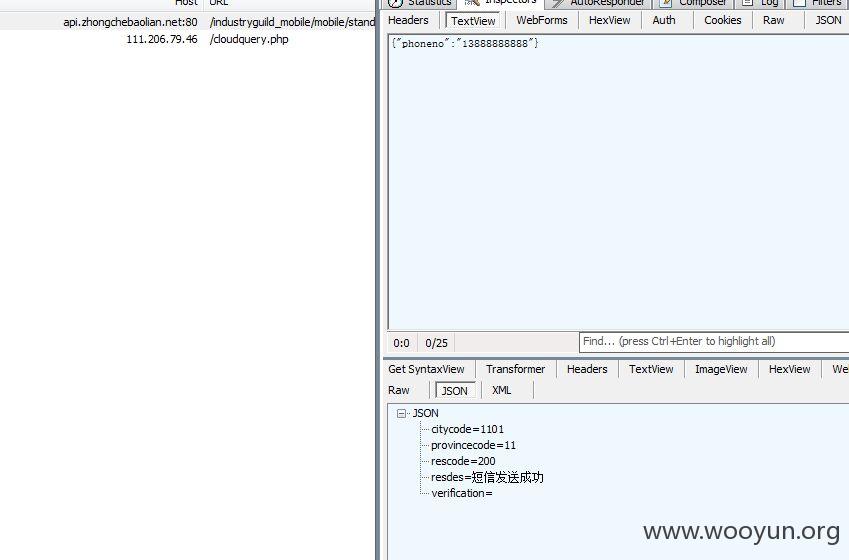 Host URL
api.zhongchebaolian.net:80 /industryguild_mobile/mobile/stand
111.206.79.46 /cloudquery.php
Statistics Inspectors AutoResponder Composer Log Filters
Headers TextView WebForms HexView Auth Cookies Raw JSON
{"phoneno":"13888888888"}
0:0 0/25 Find... (press Ctrl+Enter to highlight all)
Get SyntaxView Transformer Headers TextView ImageView HexView We
Raw JSON XML
JSON
citycode=1101
provincecode=11
rescode=200
resdes=短信发送成功
verification=
www.wooyun.org